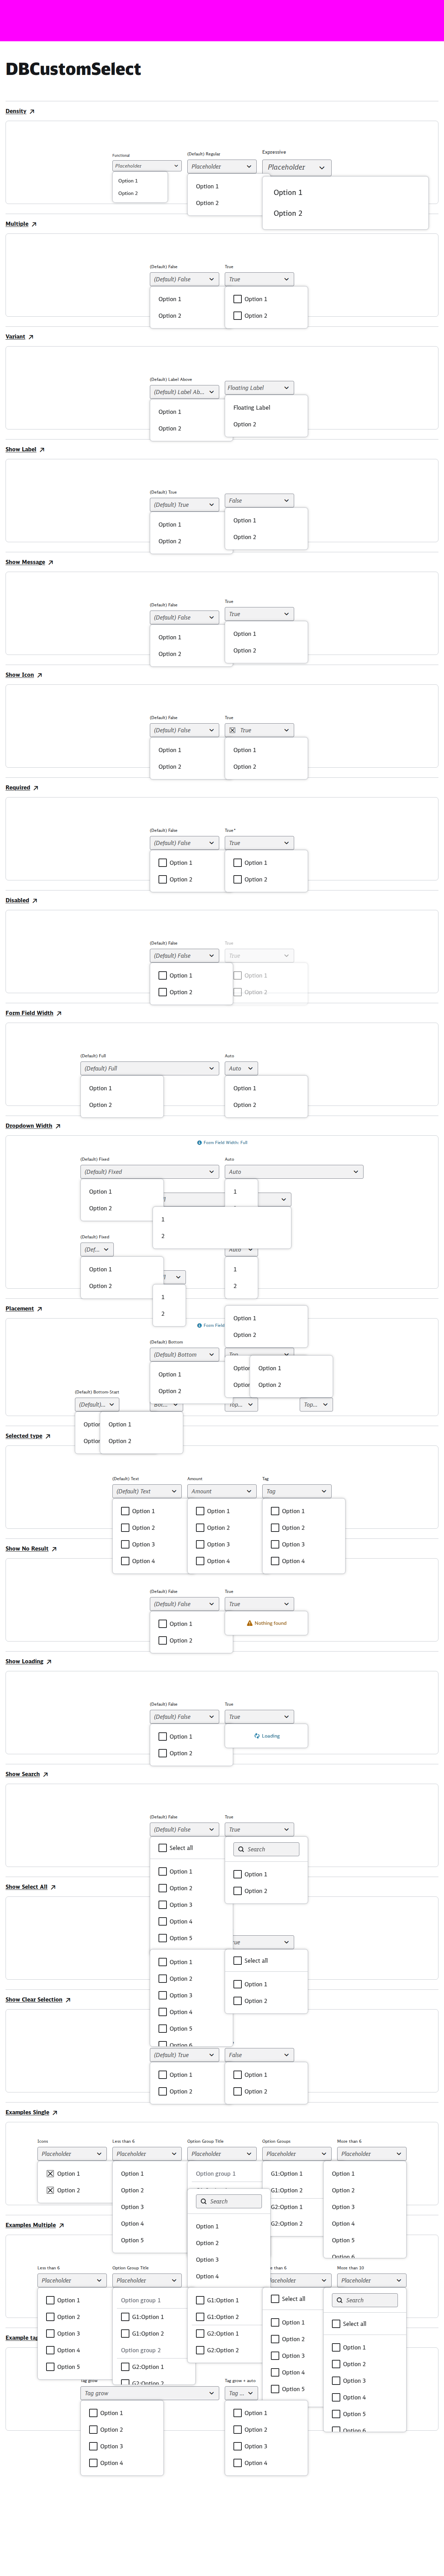 DBCustomSelect
Density
Functional
(Default) Regular
Expressive
Placeholder
Placeholder
Placeholder
Option 1
Option 2
Option 1
Option 2
Option 1
Option 2
Multiple
(Default) False
True
(Default) False
True
Option 1
Option 1
Option 2
Option 2
Variant
(Default) Label Above
(Default) Label Ab...
Floating Label
Option 1
Floating Label
Option 2
Option 2
Show Label
(Default) True
(Default) True
False
Option 1
Option 1
Option 2
Option 2
Show Message
(Default) False
True
(Default) False
True
Option 1
Option 1
Option 2
Option 2
Show Icon
(Default) False
True
(Default) False
True
Option 1
Option 1
Option 2
Option 2
Required
(Default) False
True*
(Default) False
True
Option 1
Option 1
Option 2
Option 2
Disabled
(Default) False
True
(Default) False
True
Option 1
Option 1
Option 2
Option 2
Form Field Width
(Default) Full
Auto
(Default) Full
Auto
Option 1
Option 1
Option 2
Option 2
Dropdown Width
Form Field Width: Full
(Default) Fixed
Auto
(Default) Fixed
Auto
Option 1
1
Option 2
1
2
(Default) Fixed
(Def...
Auto
Option 1
1
Option 2
2
1
2
Placement
Form Field
Option 1
Option 2
(Default) Bottom
(Default) Bottom
Option 1
Option
Option 1
Option 2
Option
Option 2
(Default) Bottom Start
(Default)...
Bot...
Top...
Top...
Option
Option 1
Option
Option 2
Selected type
(Default) Text
Amount
Tag
(Default) Text
Amount
Tag
Option 1
Option 1
Option 1
Option 2
Option 2
Option 2
Option 3
Option 3
Option 3
Option 4
Option 4
Option 4
Show No Result
(Default) False
True
(Default) False
True
Option 1
Nothing found
Option 2
Show Loading
(Default) False
True
(Default) False
True
Option 1
Loading
Option 2
Show Search
(Default) False
True
(Default) False
True
Select all
Search
Option 1
Option 1
Option 2
Option 2
Option 3
Option 4
Option 5
Show Select All
Option 1
Select all
Option 2
Option 1
Option 3
Option 2
Option 4
Option 5
Option 6
Show Clear Selection
(Default) True
False
Option 1
Option 1
Option 2
Option 2
Examples Single
Icons
Less than 6
Option Group Title
Option Groups
More than 6
Placeholder
Placeholder
Placeholder
Placeholder
Placeholder
Option 1
Option 1
Option group 1
G1:Option 1
Option 1
Option 2
Option 2
G1:Option 2
Option 2
Option 3
Search
G2:Option 1
Option 3
Option 4
Option 1
G2:Option 2
Option 4
Option 5
Option 2
Option 5
Option 3
Option 6
Option 4
Examples Multiple
Less than 6
Option Group Title
than 6
More than 10
Placeholder
Placeholder
Placeholder
Placeholder
Option 1
Option group 1
G1:Option 1
Select all
Search
Option 2
G1:Option 1
G1:Option 2
Option 1
Select all
Option 3
G1:Option 2
G2:Option 1
Option 2
Option 1
Option 4
Option group 2
G2:Option 2
Option 3
Option 2
Option 5
G2:Option 1
Option 4
Option 3
G2:Option 2
Option 5
Option 4
Option 5
Option 6
Example tag
Tag grow
Tag grow + auto
Tag grow
Tag ...
Option 1
Option 1
Option 2
Option 2
Option 3
Option 3
Option 4
Option 4